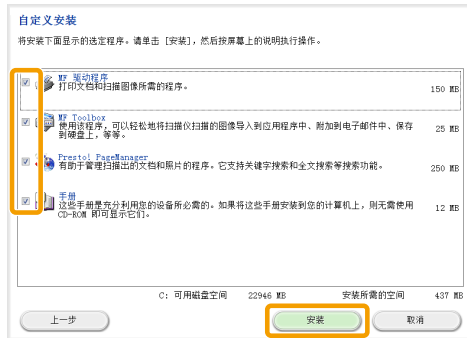 自定义安装
将安装下面显示的选定程序。请单击 [安装], 然后按屏幕上的说明执行操作。
MF 驱动程序
打印文档和扫描图像所需的程序。
150 MB
MF Toolbox
使用该程序, 可以轻松地将扫描仪扫描的图像导入到应用程序中、附加到电子邮件中、保存
到硬盘上, 等等。
25 MB
Presto! PageManager
有助于管理扫描出的文档和照片的程序。它支持关键字搜索和全文搜索等搜索功能。
250 MB
手册
这些手册是充分利用您的设备所必需的。如果将这些手册安装到您的计算机上, 则无需使用
CD-ROM 即可显示它们。
12 MB
C: 可用磁盘空间 22946 MB 安装所需的空间 437 MB
上一步 安装 取消